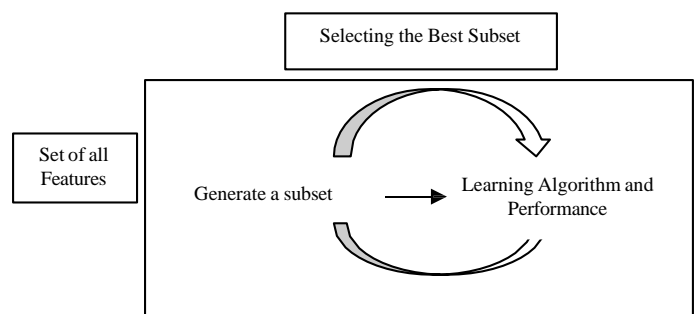 Selecting the Best Subset
Set of all
Features
Generate a subset
Learning Algorithm and
Performance